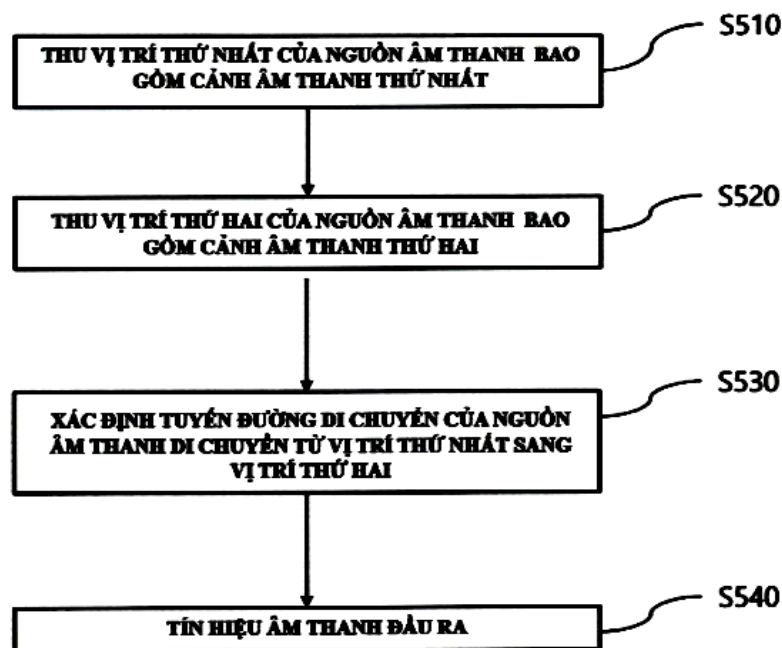 S510
THU VỊ TRÍ THỨ NHẤT CỦA NGUỒN ÂM THANH BAO
GỒM CẢNH ÂM THANH THỨ NHẤT
S520
THU VỊ TRÍ THỨ HAI CỦA NGUỒN ÂM THANH BAO
GỒM CẢNH ÂM THANH THỨ HAI
S530
XÁC ĐỊNH TUYẾN ĐƯỜNG DI CHUYỂN CỦA NGUỒN
ÂM THANH DI CHUYỂN TỪ VỊ TRÍ THỨ NHẤT SANG
VỊ TRÍ THỨ HAI
S540
TÍN HIỆU ÂM THANH ĐẦU RA